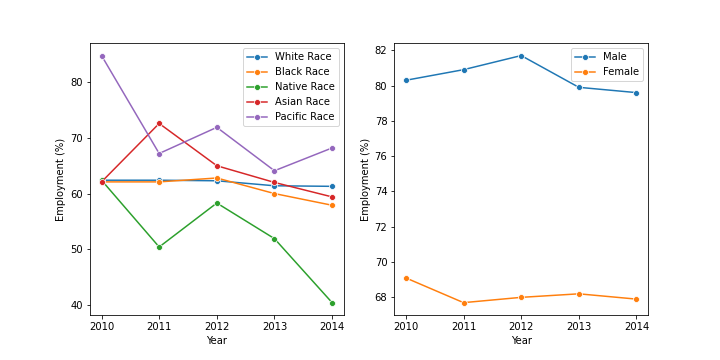 White Race
Black Race
Native Race
Asian Race
Pacific Race
80
70
60
50
40
Employment (%)
2010 2011 2012 2013 2014
Year
Male
Female
82
80
78
76
74
72
70
68
Employment (%)
2010 2011 2012 2013 2014
Year